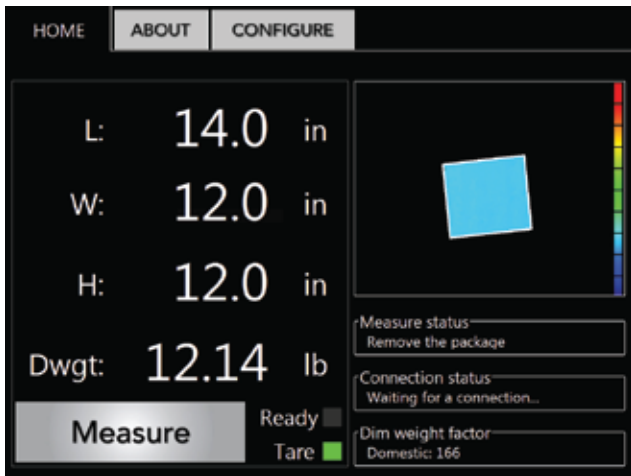 HOME ABOUT CONFIGURE
L: 14.0 in
W: 12.0 in
H: 12.0 in
Dwgt: 12.14 lb
Measure
Ready
Tare
Measure status
Remove the package
Connection status
Waiting for a connection...
Dim weight factor
Domestic: 166